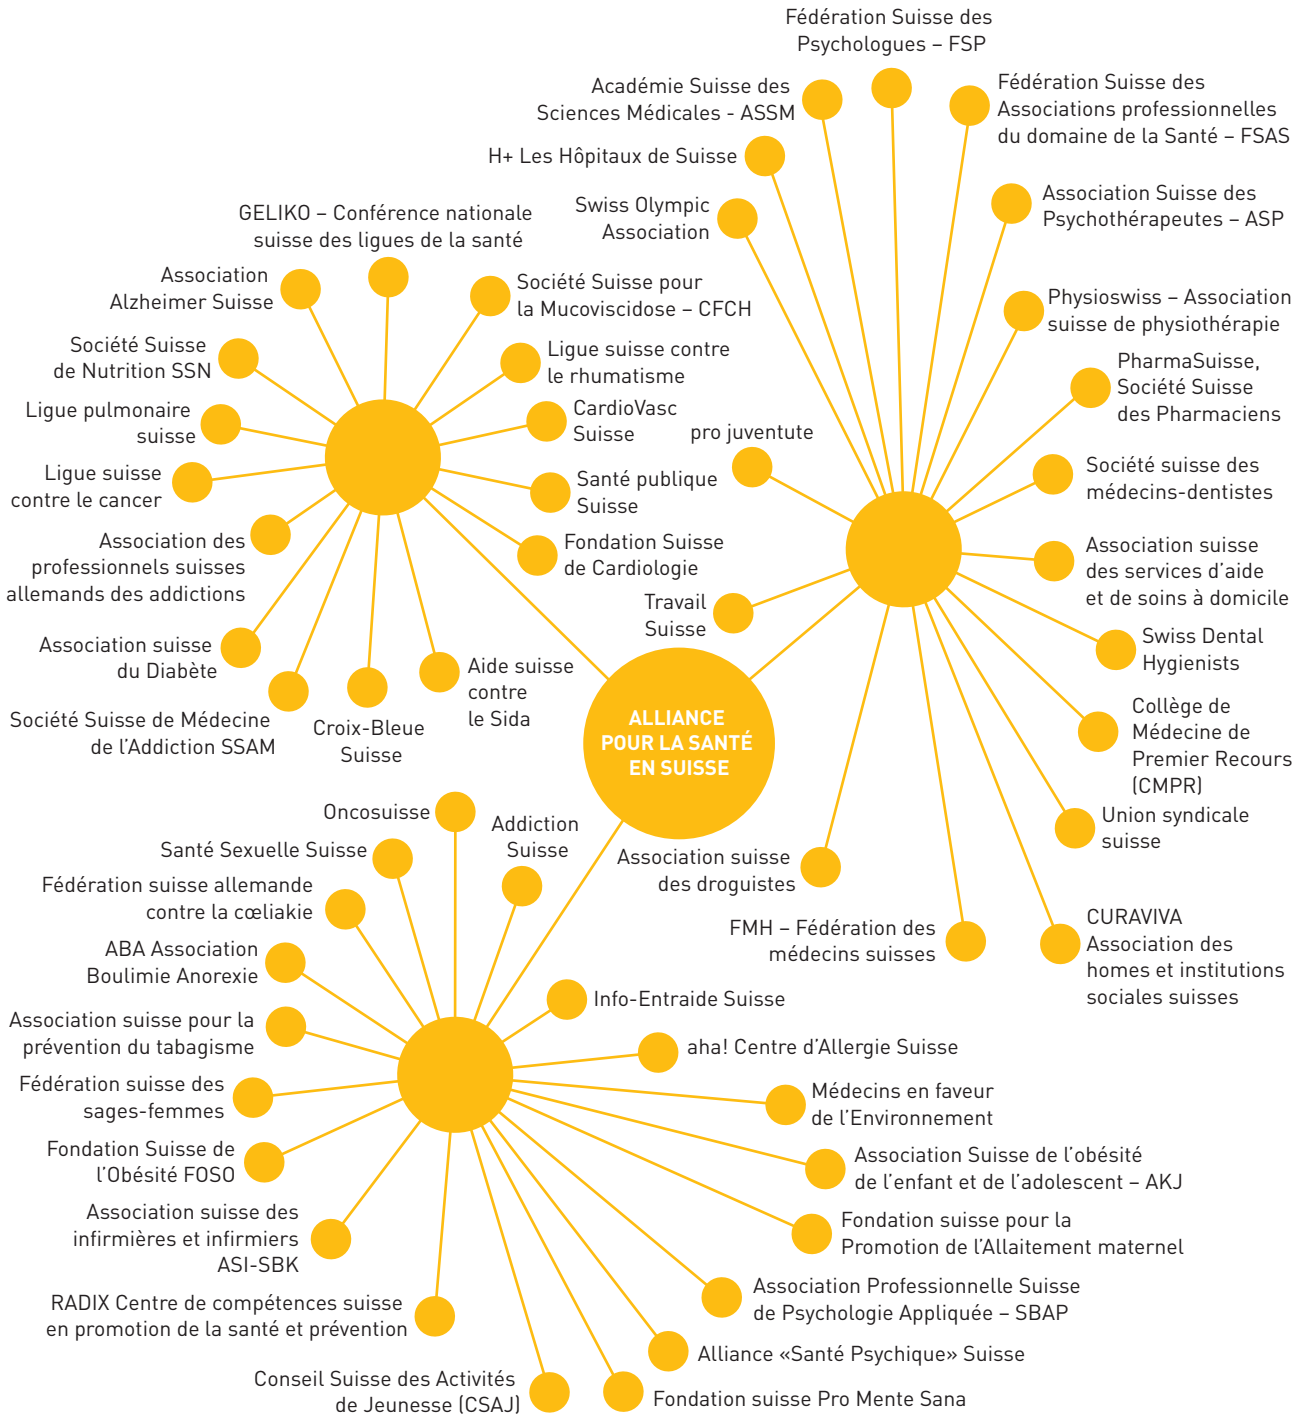 Fédération Suisse des
Psychologues – FSP
Académie Suisse des
Sciences Médicales - ASSM
Fédération Suisse des
Associations professionnelles
du domaine de la Santé – FSAS
H+ Les Hôpitaux de Suisse
Swiss Olympic
Association
Association Suisse des
Psychothérapeutes – ASP
GELIKO – Conférence nationale
suisse des ligues de la santé
Association
Alzheimer Suisse
Société Suisse pour
la Mucoviscidose – CFCH
Physioswiss – Association
suisse de physiothérapie
Société Suisse
de Nutrition SSN
Ligue suisse contre
le rhumatisme
PharmaSuisse,
Société Suisse
des Pharmaciens
Ligue pulmonaire
suisse
CardioVasc
Suisse
pro juventute
Ligue suisse
contre le cancer
Santé publique
Suisse
Société suisse des
médecins-dentistes
Association des
professionnels suisses
allemands des addictions
Fondation Suisse
de Cardiologie
Association suisse
des services d'aide
et de soins à domicile
Travail
Suisse
Association suisse
du Diabète
Swiss Dental
Hygienists
Aide suisse
contre
le Sida
Société Suisse de Médecine
de l'Addiction SSAM
Croix-Bleue
Suisse
ALLIANCE
POUR LA SANTÉ
EN SUISSE
Collège de
Médecine de
Premier Recours
(CMPR)
Oncosuisse
Addiction
Suisse
Union syndicale
suisse
Santé Sexuelle Suisse
Association suisse
des droguistes
Fédération suisse allemande
contre la cœliakie
FMH – Fédération des
médecins suisses
CURAVIVA
Association des
homes et institutions
sociales suisses
ABA Association
Boulimie Anorexie
Info-Entraide Suisse
Association suisse pour la
prévention du tabagisme
aha! Centre d'Allergie Suisse
Fédération suisse des
sages-femmes
Médecins en faveur
de l'Environnement
Fondation Suisse de
l'Obésité FOSO
Association Suisse de l'obésité
de l'enfant et de l'adolescent – AKJ
Association suisse des
infirmières et infirmiers
ASI-SBK
Fondation suisse pour la
Promotion de l'Allaitement maternel
RADIX Centre de compétences suisse
en promotion de la santé et prévention
Association Professionnelle Suisse
de Psychologie Appliquée – SBAP
Alliance «Santé Psychique» Suisse
Conseil Suisse des Activités
de Jeunesse (CSAJ)
Fondation suisse Pro Mente Sana